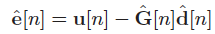 ê[n] = u[n] − Ĝ[n]d̂[n]